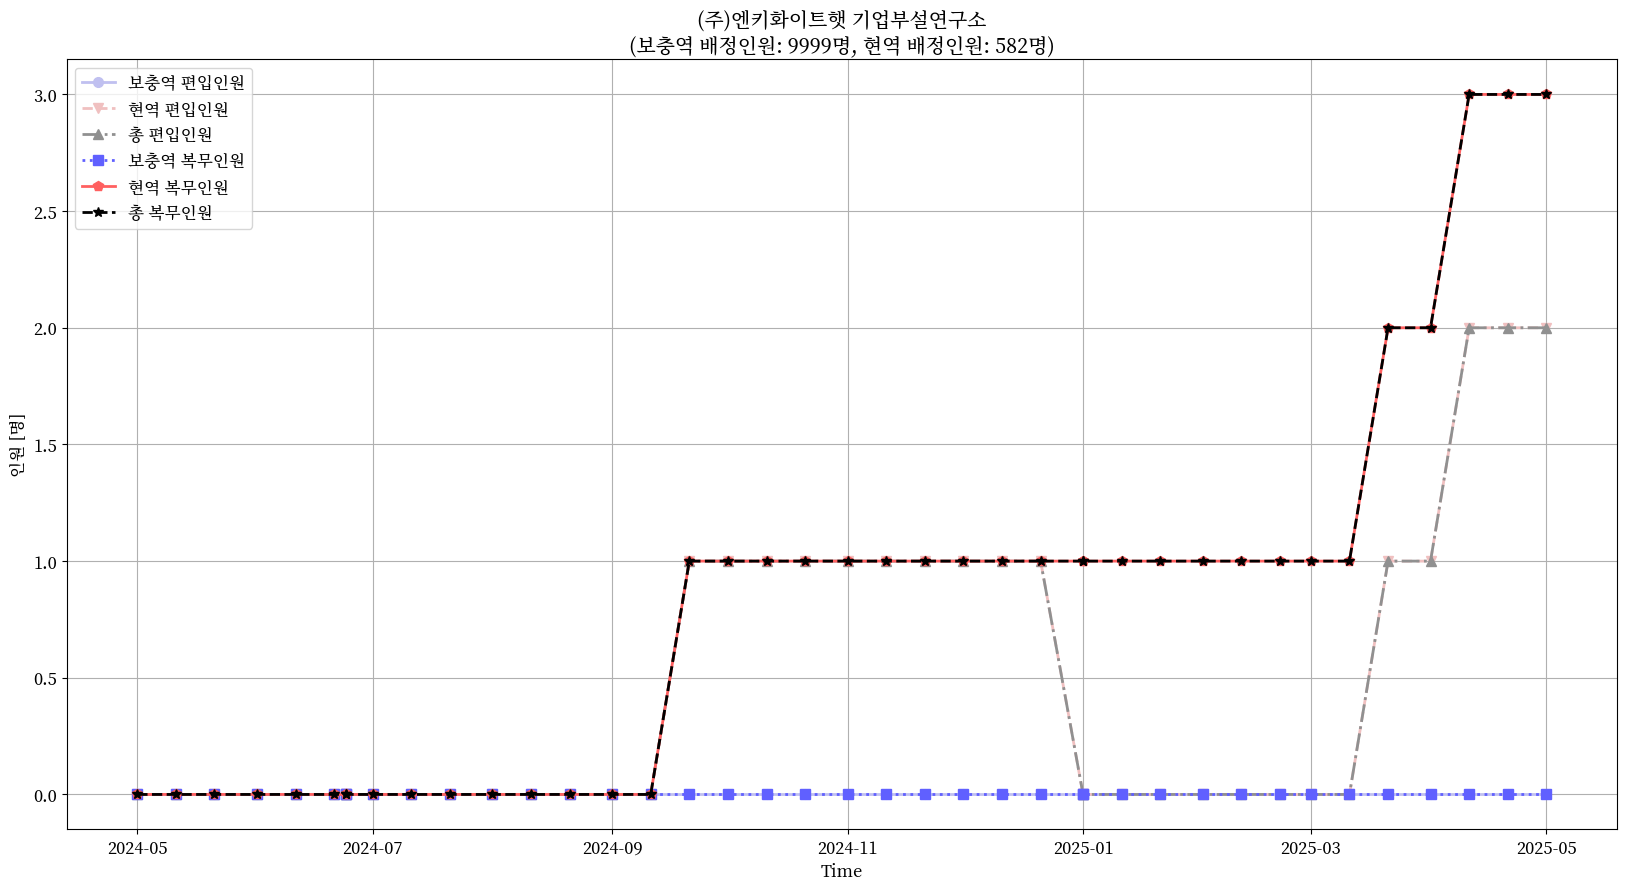 (주)엔키화이트햇 기업부설연구소
(보충역 배정인원: 9999명, 현역 배정인원: 582명)
보충역 편입인원
현역 편입인원
총 편입인원
보충역 복무인원
현역 복무인원
총 복무인원
3.0
2.5
2.0
1.5
1.0
0.5
0.0
인원 [명]
2024-05
2024-07
2024-09
2024-11
2025-01
2025-03
2025-05
Time